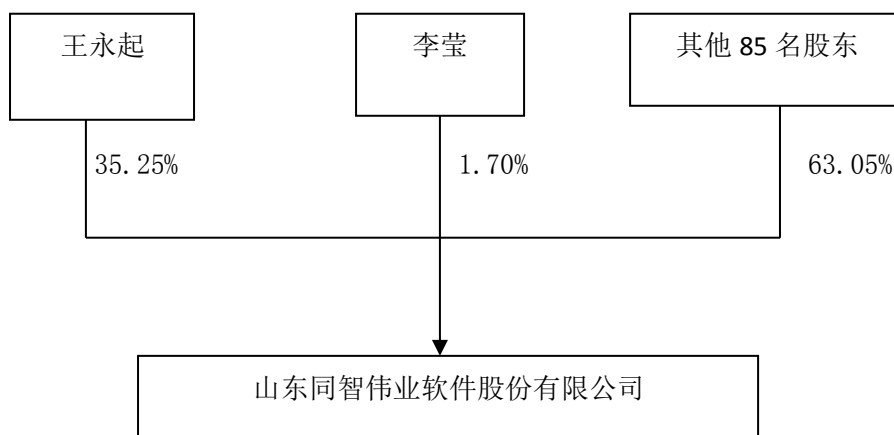 王永起
李莹
其他 85 名股东
35.25%
1.70%
63.05%
山东同智伟业软件股份有限公司